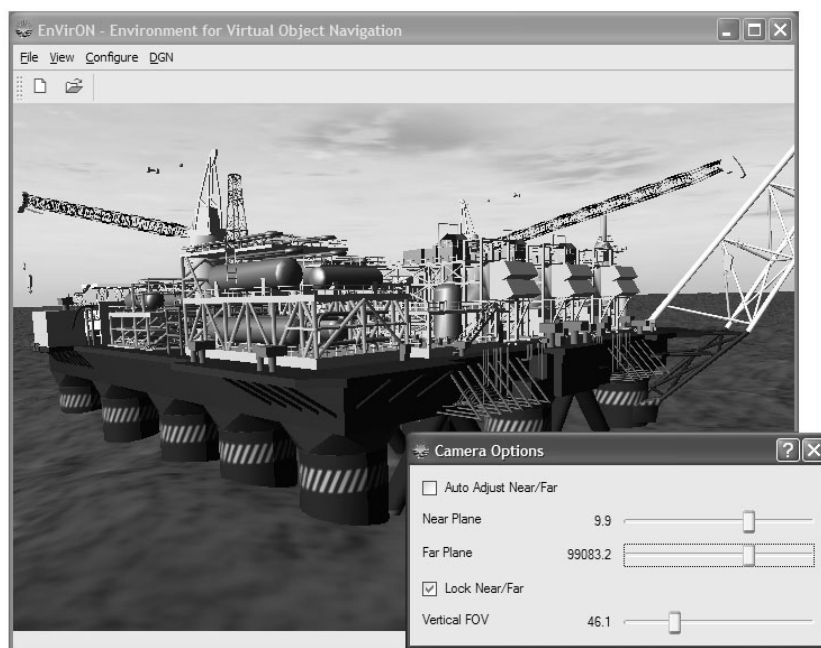 EnVirON - Environment for Virtual Object Navigation
File View Configure DGN
Camera Options
Auto Adjust Near/Far
Near Plane 9.9
Far Plane 99083.2
Lock Near/Far
Vertical FOV 46.1